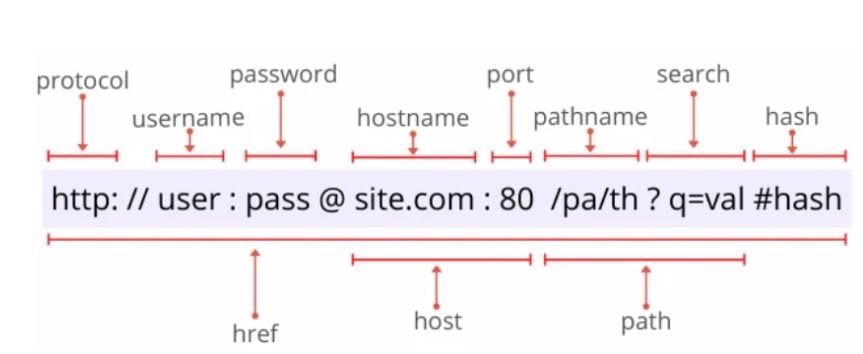 protocol password port search
username hostname pathname hash
http: // user : pass @ site.com : 80 /pa/th ? q=val #hash
href host path